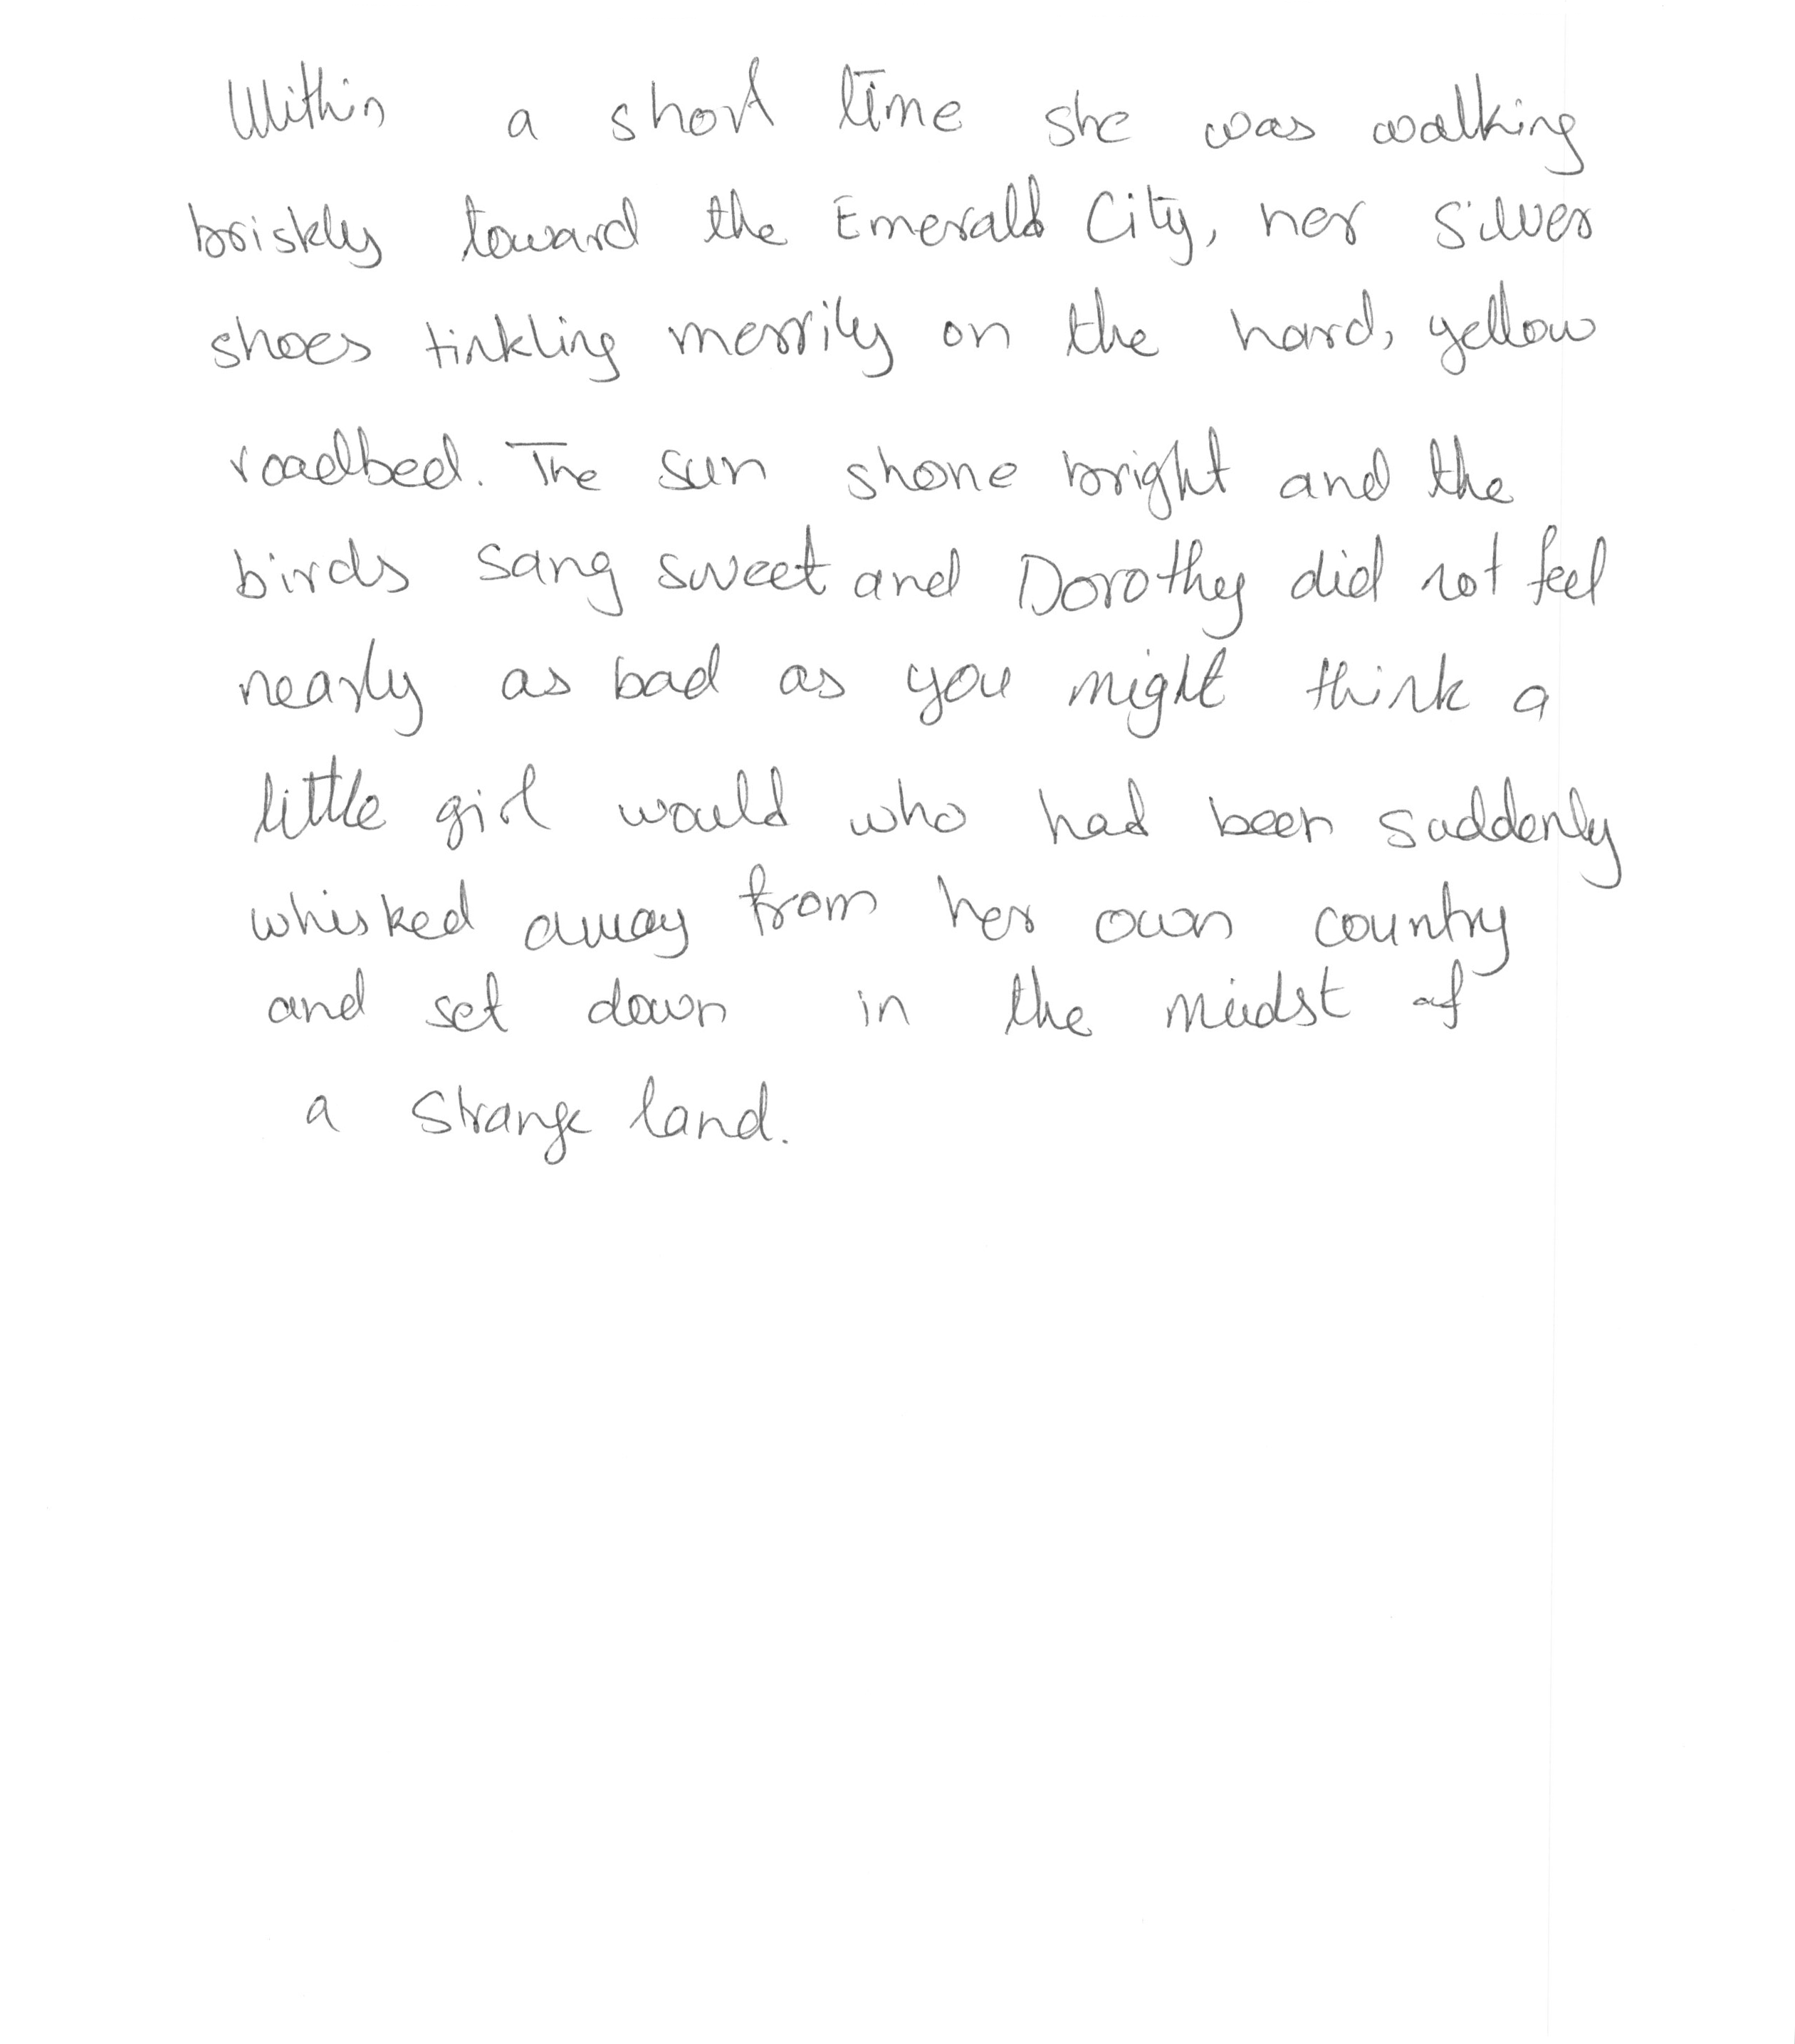 Within a short time she was walking
briskly toward the Emerald City, her Silver
shoes tinkling merrily on the hard, yellow
roadbed. The sun shone bright and the
birds sang sweet and Dorothy did not feel
nearly as bad as you might think a
little girl would who had been suddenly
whisked away from her own country
and set down in the midst of
a strange land.